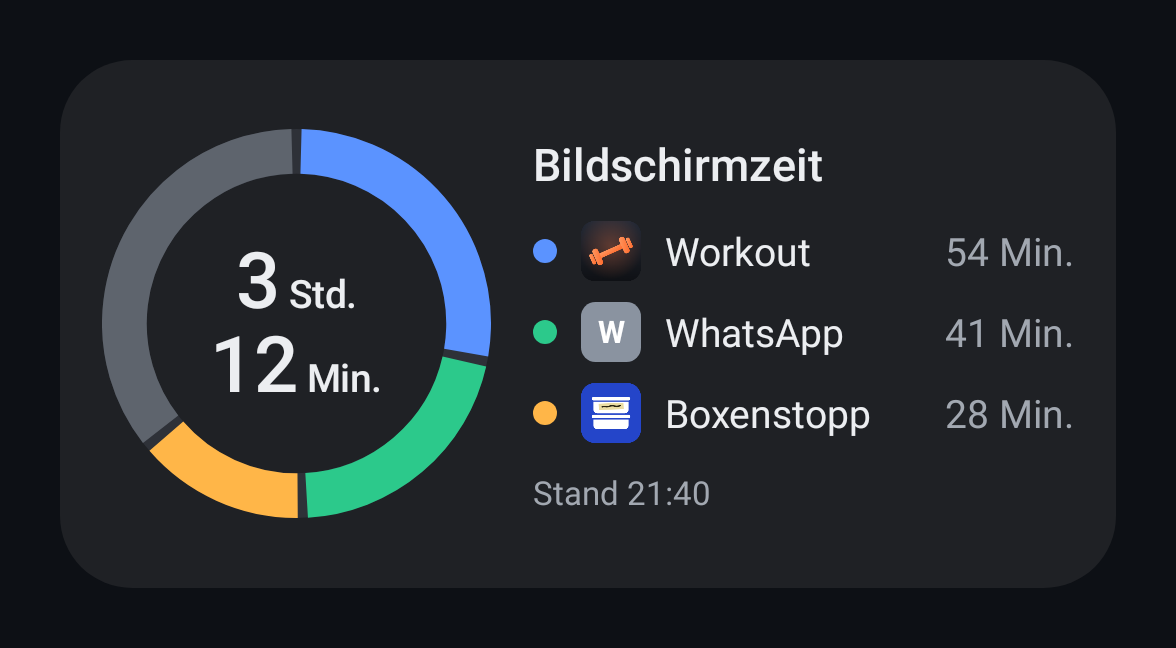 3 Std.
12 Min.
Bildschirmzeit
Workout 54 Min.
W WhatsApp 41 Min.
Boxenstopp 28 Min.
Stand 21:40